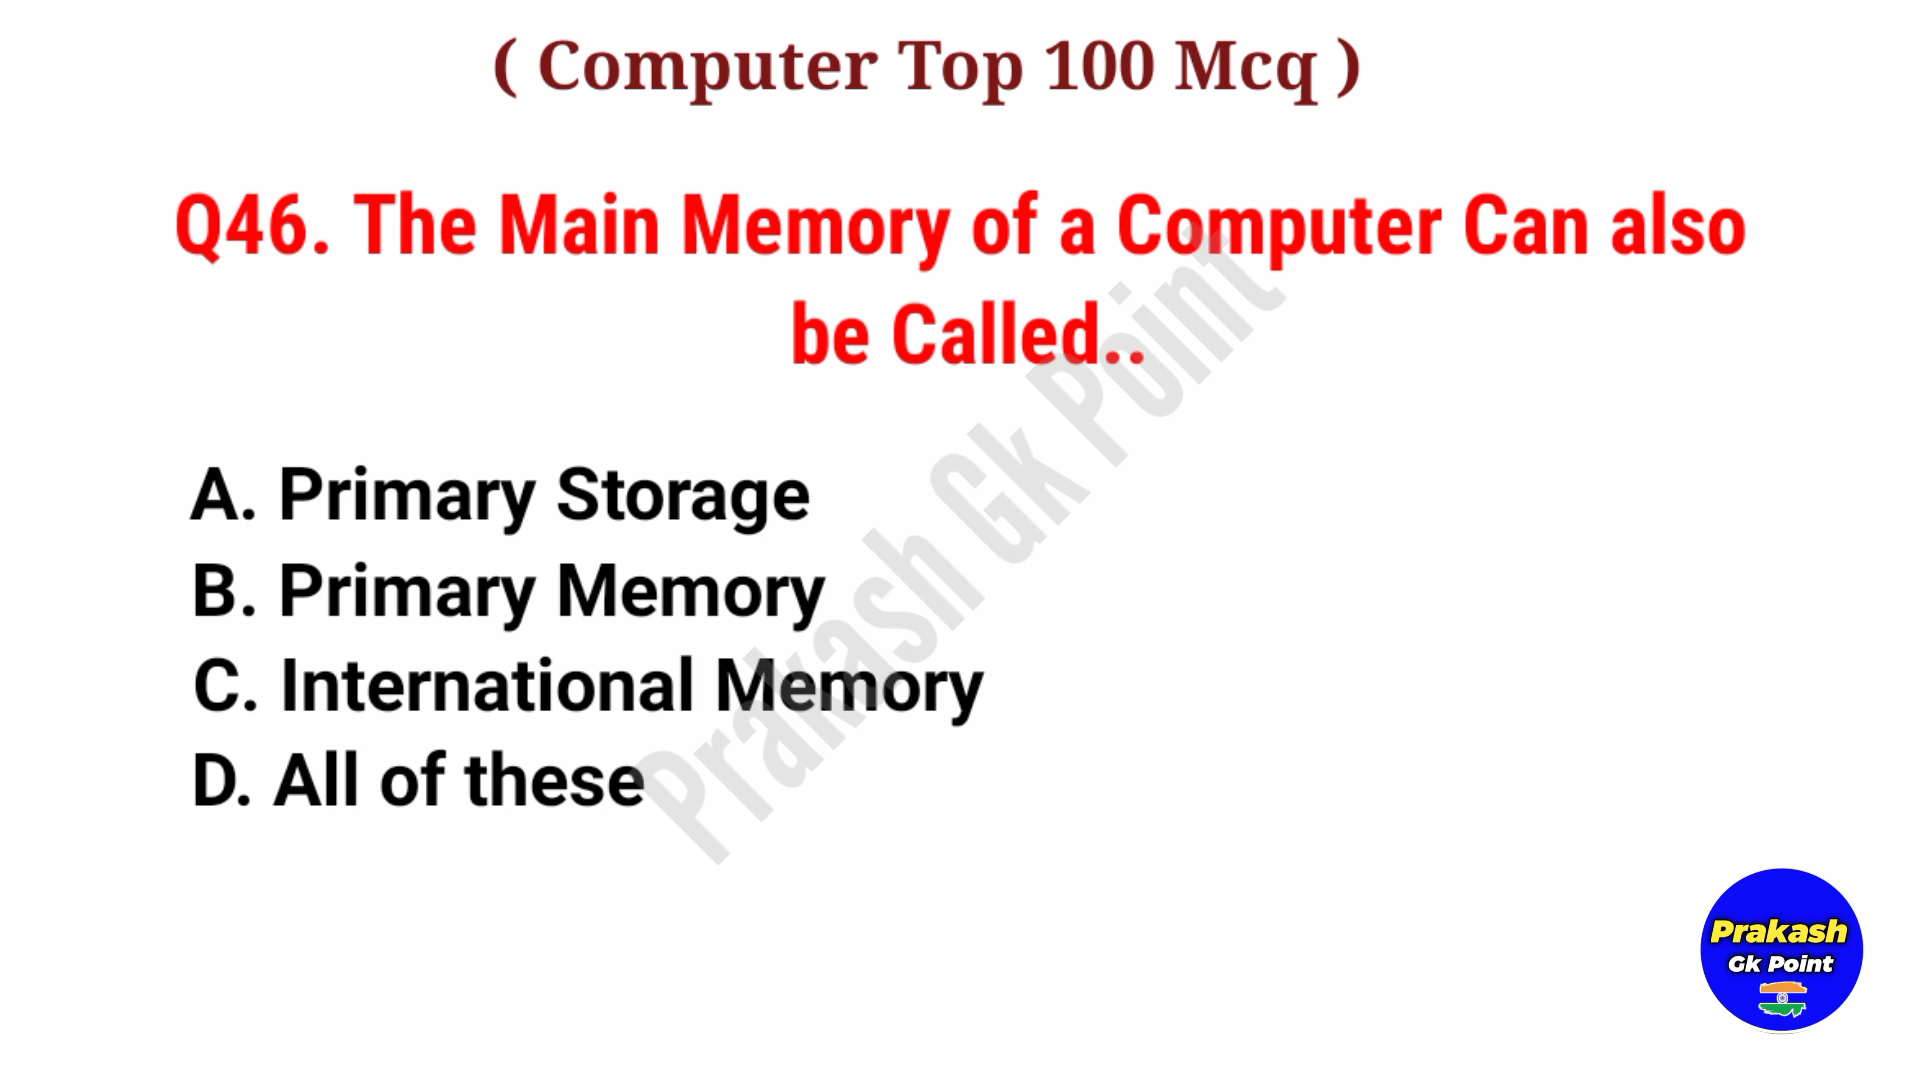 ( Computer Top 100 Mcq )
Q46. The Main Memory of a Computer Can also
be Called..
A. Primary Storage
B. Primary Memory
C. International Memory
D. All of these
Prakash Gk Point
Prakash
Gk Point